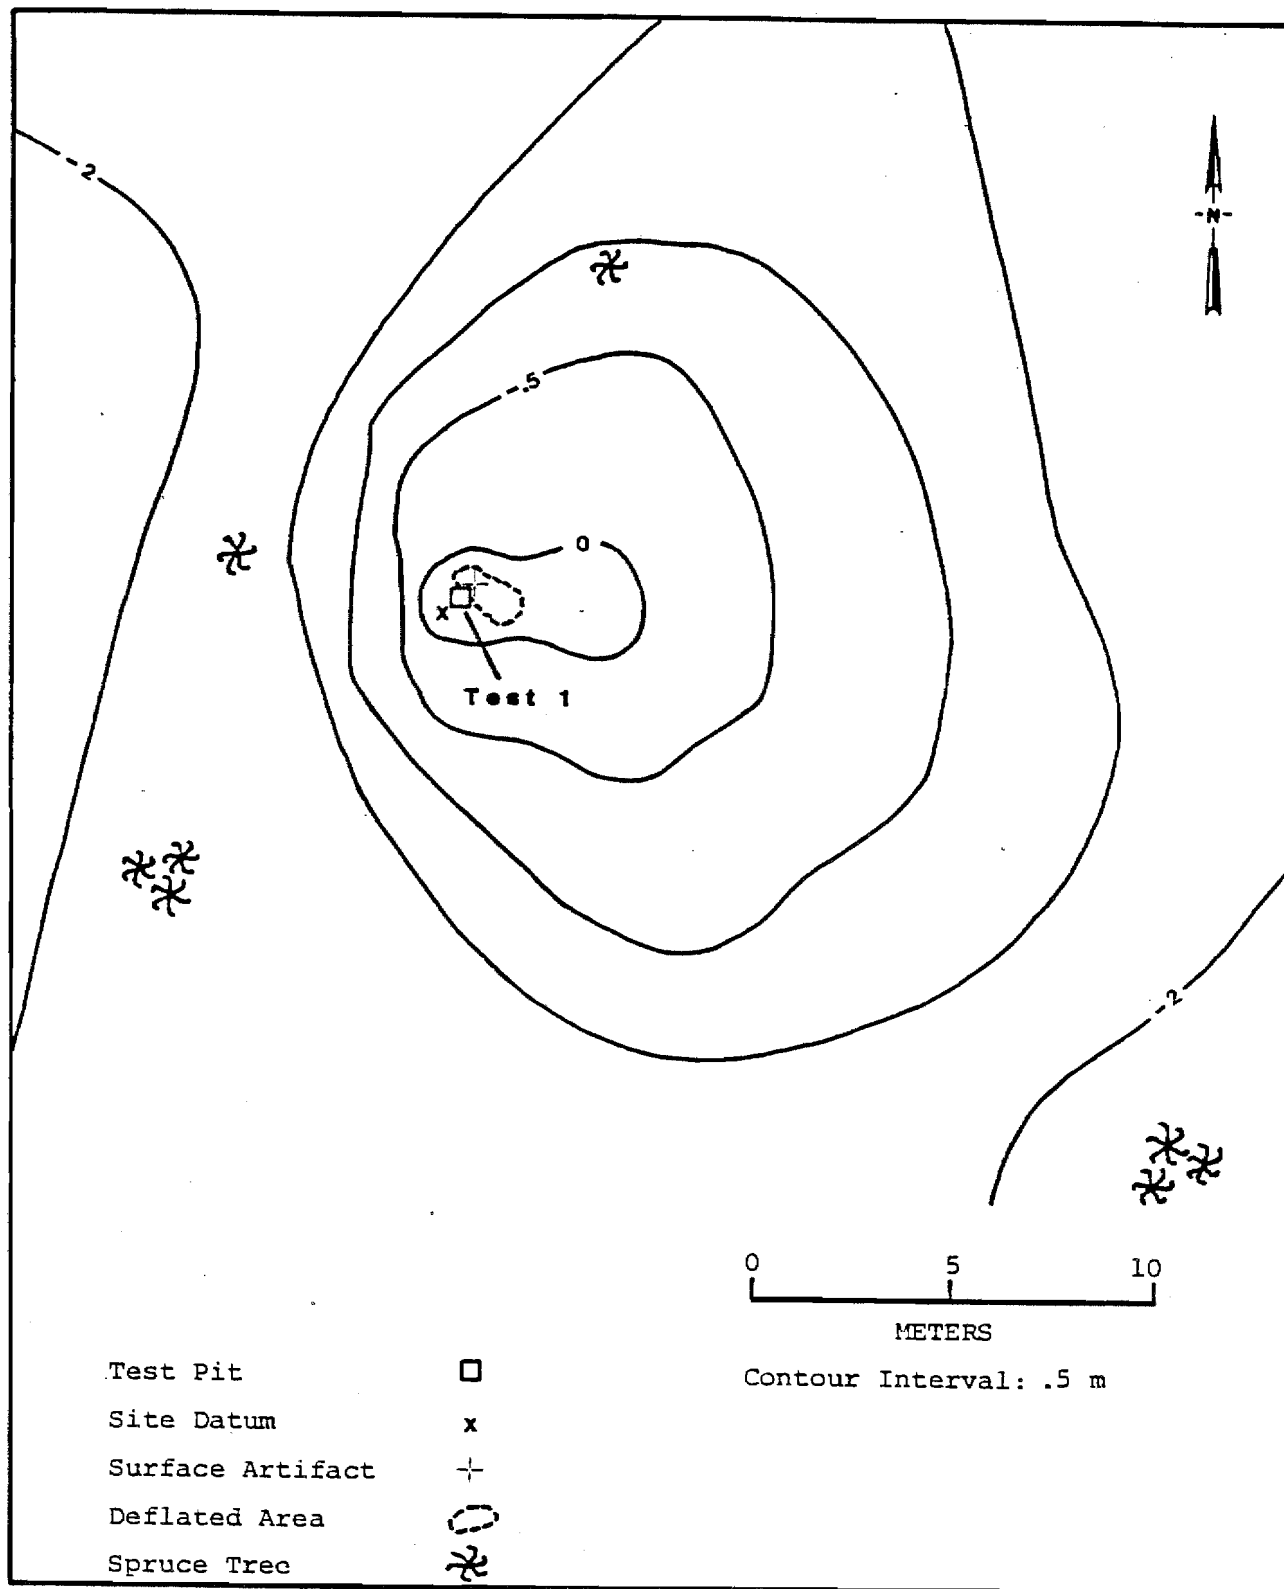 -2
-N-
-.5
0
Test 1
-2
0 5 10
METERS
Contour Interval: .5 m
Test Pit
Site Datum x
Surface Artifact
Deflated Area
Spruce Tree